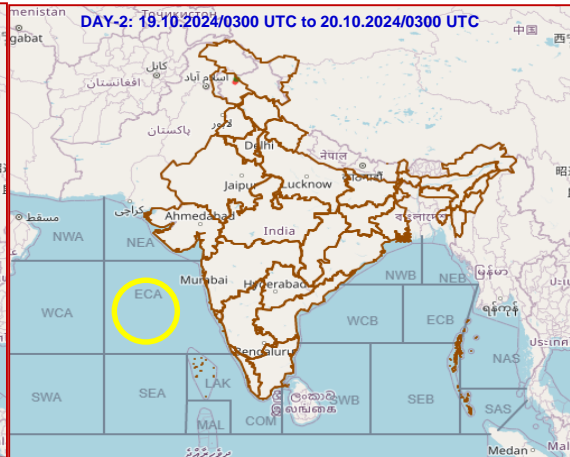 DAY-2: 19.10.2024/0300 UTC to 20.10.2024/0300 UTC
menistan
gabat
中国
کابل
افغانستان
اسلام آباد
پاکستان
لاہور
Delhi
नेपाल
Jaipur
Lucknow
کراچی
مسقط
Ahmedabad
India
বাংলাদেশ
NWA
NEA
Mumbai
Hyderabad
NWB
NEB
WCA
ECA
WCB
ECB
Bengaluru
NAS
SWA
SEA
LAK
SWB
SEB
SAS
MAL
COM
Medan